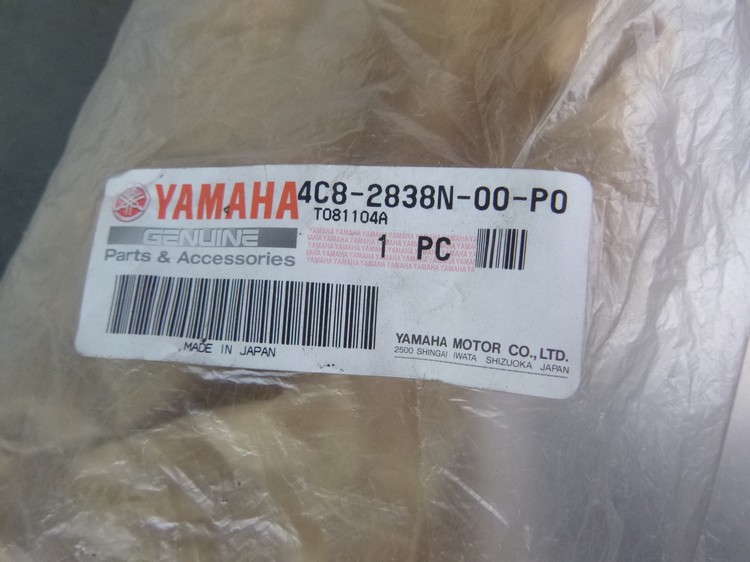 YAMAHA 4C8-2838N-00-P0
T081104A
GENUINE
Parts & Accessories
1 PC
MADE IN JAPAN
YAMAHA MOTOR CO.,LTD.
2500 SHINGAI IWATA SHIZUOKA JAPAN